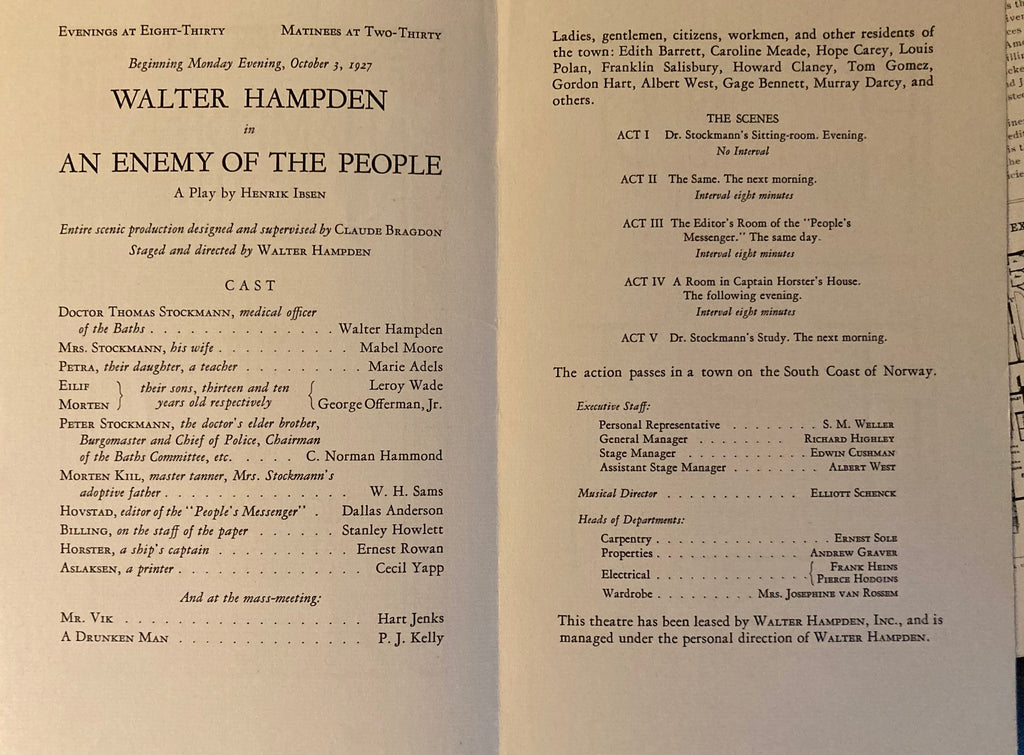 Evenings at Eight-Thirty Matinees at Two-Thirty
Beginning Monday Evening, October 3, 1927
WALTER HAMPDEN
in
AN ENEMY OF THE PEOPLE
A Play by Henrik Ibsen
Entire scenic production designed and supervised by Claude Bragdon
Staged and directed by Walter Hampden
CAST
Doctor Thomas Stockmann, medical officer
of the Baths . . . . . . . . . . . . . Walter Hampden
Mrs. Stockmann, his wife . . . . . . . . . Mabel Moore
Petra, their daughter, a teacher . . . . . . . . . Marie Adels
Eilif } their sons, thirteen and ten { Leroy Wade
Morten } years old respectively { George Offerman, Jr.
Peter Stockmann, the doctor's elder brother,
Burgomaster and Chief of Police, Chairman
of the Baths Committee, etc. . . . . C. Norman Hammond
Morten Kiil, master tanner, Mrs. Stockmann's
adoptive father . . . . . . . . . . . . . W. H. Sams
Hovstad, editor of the "People's Messenger" . Dallas Anderson
Billing, on the staff of the paper . . . . . . Stanley Howlett
Horster, a ship's captain . . . . . . . . . Ernest Rowan
Aslaksen, a printer . . . . . . . . . . . . . Cecil Yapp
And at the mass-meeting:
Mr. Vik . . . . . . . . . . . . . . . . Hart Jenks
A Drunken Man . . . . . . . . . . . . . P. J. Kelly
Ladies, gentlemen, citizens, workmen, and other residents of
the town: Edith Barrett, Caroline Meade, Hope Carey, Louis
Polan, Franklin Salisbury, Howard Claney, Tom Gomez,
Gordon Hart, Albert West, Gage Bennett, Murray Darcy, and
others.
THE SCENES
ACT I Dr. Stockmann's Sitting-room. Evening.
No Interval
ACT II The Same. The next morning.
Interval eight minutes
ACT III The Editor's Room of the "People's
Messenger." The same day.
Interval eight minutes
ACT IV A Room in Captain Horster's House.
The following evening.
Interval eight minutes
ACT V Dr. Stockmann's Study. The next morning.
The action passes in a town on the South Coast of Norway.
Executive Staff:
Personal Representative . . . . . . . . S. M. Weller
General Manager . . . . . . . . Richard Highley
Stage Manager . . . . . . . . . . . Edwin Cushman
Assistant Stage Manager . . . . . . . . Albert West
Musical Director . . . . . . . . . . . . Elliott Schenck
Heads of Departments:
Carpentry . . . . . . . . . . . . . . . Ernest Sole
Properties . . . . . . . . . . . . . Andrew Graver
Electrical . . . . . . . . . . . . { Frank Heins
Pierce Hodgins
Wardrobe . . . . . . . . Mrs. Josephine van Rossem
This theatre has been leased by Walter Hampden, Inc., and is
managed under the personal direction of Walter Hampden.